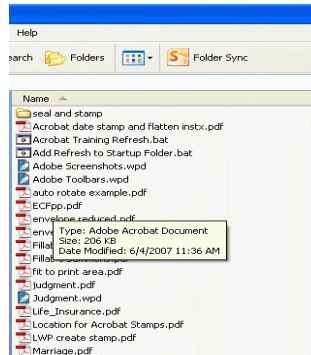 Help
earch Folders Folder Sync
Name
seal and stamp
Acrobat date stamp and flatten instx.pdf
Acrobat Training Refresh.bat
Add Refresh to Startup Folder.bat
Adobe Screenshots.wpd
Adobe Toolbars.wpd
auto rotate example.pdf
ECFpp.pdf
envelope reduced.pdf
enve
Type: Adobe Acrobat Document
Size: 206 KB
Date Modified: 6/4/2007 11:36 AM
Fillab
fit to print area.pdf
judgment.pdf
Judgment.wpd
Life_Insurance.pdf
Location for Acrobat Stamps.pdf
LWP create stamp.pdf
Marriage.pdf